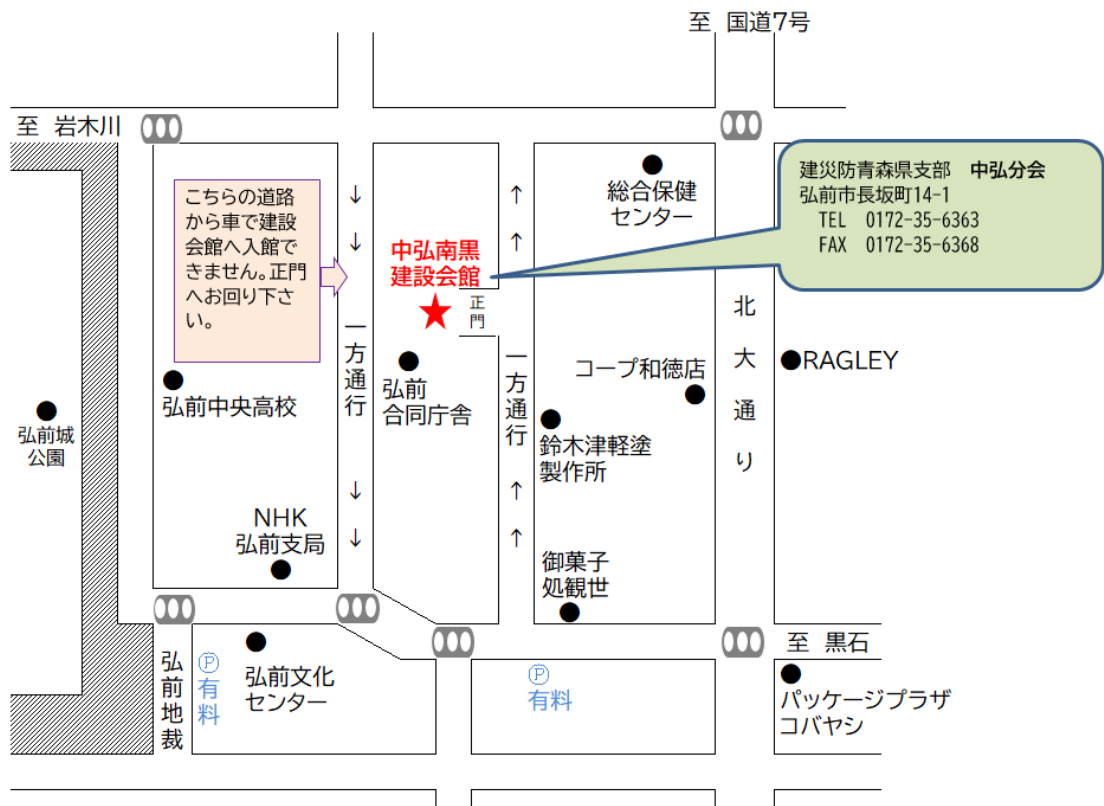 至 国道7号
至 岩木川
建災防青森県支部 中弘分会
弘前市長坂町14-1
TEL 0172-35-6363
FAX 0172-35-6368
こちらの道路
から車で建設
会館へ入館で
きません。正門
へお回り下さ
い。
↓
↓
↑
↑
総合保健
センター
中弘南黒
建設会館
正門
一方通行
一方通行
北大通り
弘前
合同庁舎
コープ和徳店
RAGLEY
弘前中央高校
弘前城
公園
鈴木津軽塗
製作所
↓
↓
↑
↑
NHK
弘前支局
御菓子
処観世
至 黒石
弘前地裁
Ⓟ有料
弘前文化
センター
Ⓟ
有料
パッケージプラザ
コバヤシ